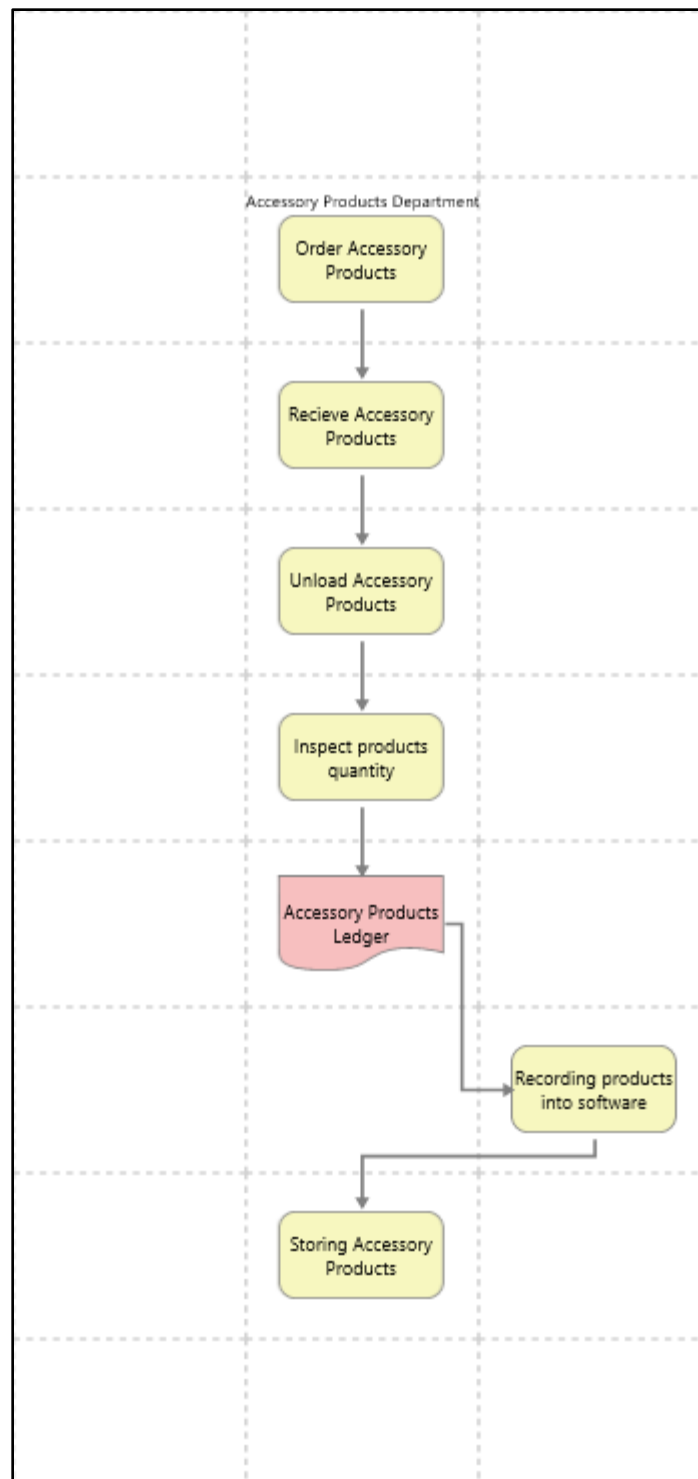 Accessory Products Department
Order Accessory
Products
Recieve Accessory
Products
Unload Accessory
Products
Inspect products
quantity
Accessory Products
Ledger
Recording products
into software
Storing Accessory
Products